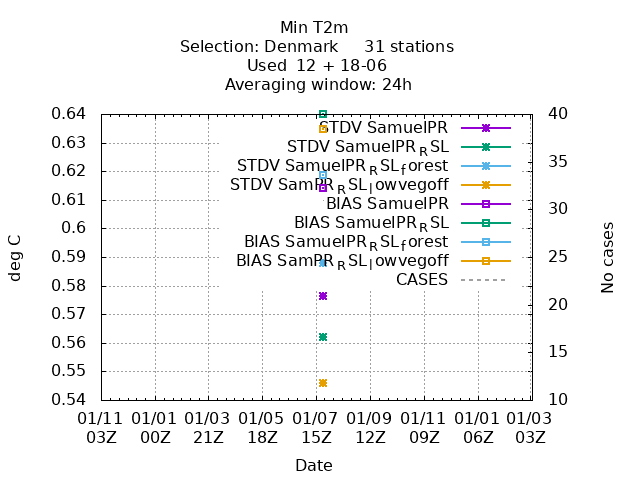 Min T2m
Selection: Denmark     31 stations
Used  12 + 18-06
Averaging window: 24h
0.64
0.63
0.62
0.61
0.6
0.59
0.58
0.57
0.56
0.55
0.54
deg C
STDV SamuelPR
STDV SamuelPR_RSL
STDV SamuelPR_RSL_forest
STDV SamPR_RSL_lowvegoff
BIAS SamuelPR
BIAS SamuelPR_RSL
BIAS SamuelPR_RSL_forest
BIAS SamPR_RSL_lowvegoff
CASES
40
35
30
25
20
15
10
No cases
01/11 01/01 01/03 01/05 01/07 01/09 01/11 01/01 01/03
03Z 00Z 21Z 18Z 15Z 12Z 09Z 06Z 03Z
Date